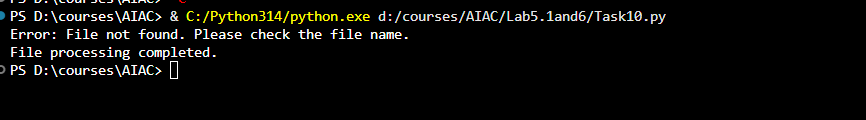 PS D:\courses\AIAC> & C:/Python314/python.exe d:/courses/AIAC/Lab5.1and6/Task10.py
Error: File not found. Please check the file name.
File processing completed.
PS D:\courses\AIAC>